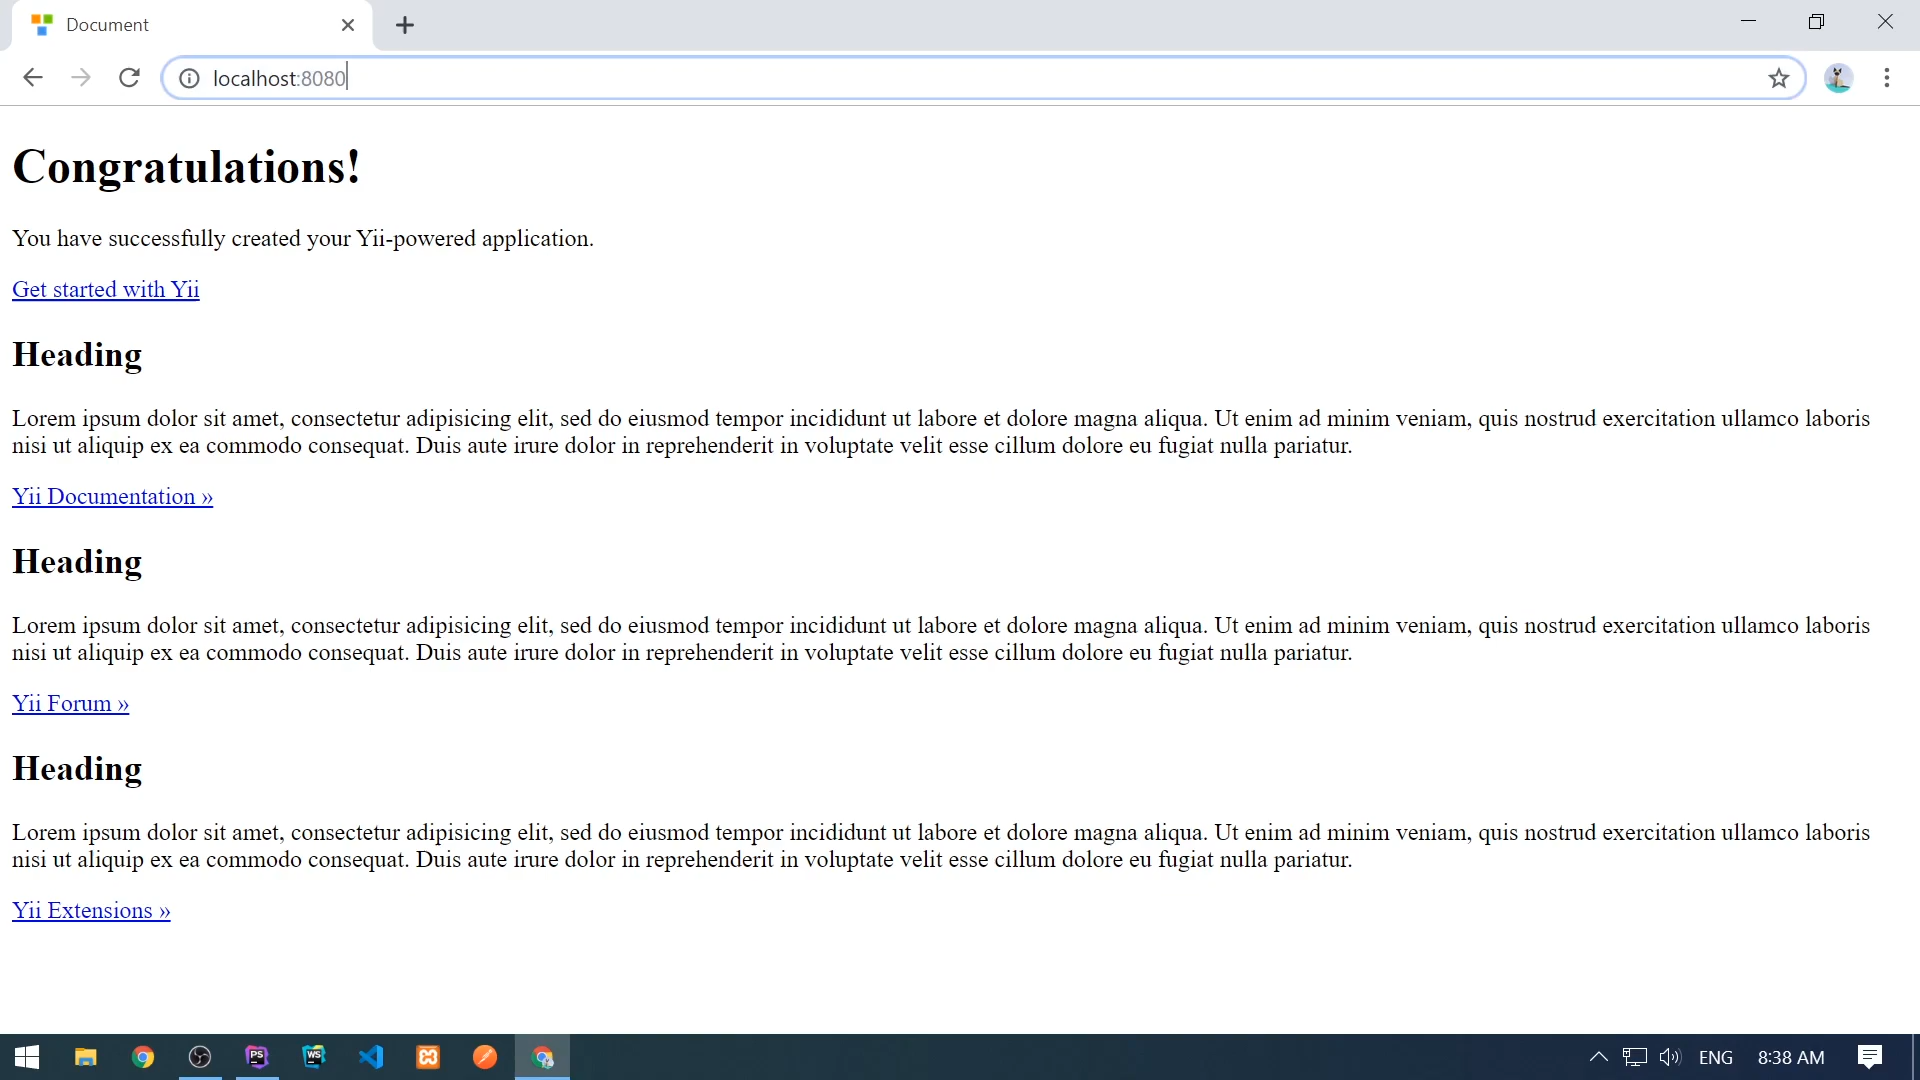 Document
localhost:8080
Congratulations!
You have successfully created your Yii-powered application.
Get started with Yii
Heading
Lorem ipsum dolor sit amet, consectetur adipisicing elit, sed do eiusmod tempor incididunt ut labore et dolore magna aliqua. Ut enim ad minim veniam, quis nostrud exercitation ullamco laboris
nisi ut aliquip ex ea commodo consequat. Duis aute irure dolor in reprehenderit in voluptate velit esse cillum dolore eu fugiat nulla pariatur.
Yii Documentation »
Heading
Lorem ipsum dolor sit amet, consectetur adipisicing elit, sed do eiusmod tempor incididunt ut labore et dolore magna aliqua. Ut enim ad minim veniam, quis nostrud exercitation ullamco laboris
nisi ut aliquip ex ea commodo consequat. Duis aute irure dolor in reprehenderit in voluptate velit esse cillum dolore eu fugiat nulla pariatur.
Yii Forum »
Heading
Lorem ipsum dolor sit amet, consectetur adipisicing elit, sed do eiusmod tempor incididunt ut labore et dolore magna aliqua. Ut enim ad minim veniam, quis nostrud exercitation ullamco laboris
nisi ut aliquip ex ea commodo consequat. Duis aute irure dolor in reprehenderit in voluptate velit esse cillum dolore eu fugiat nulla pariatur.
Yii Extensions »
PS WS ENG 8:38 AM